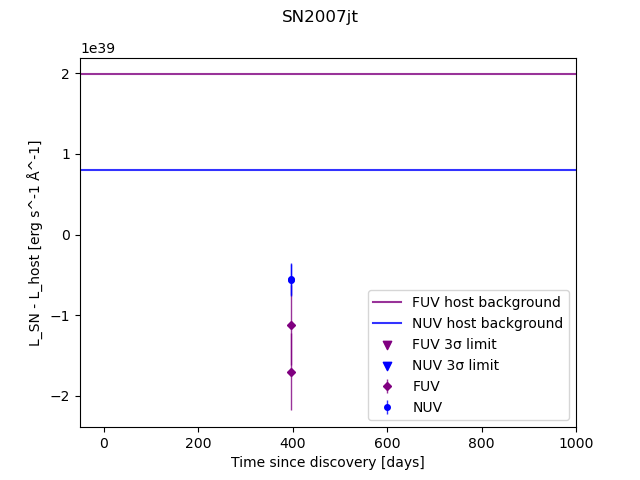 SN2007jt
1e39
L_SN - L_host [erg s^-1 Å^-1]
2
1
0
−1
−2
FUV host background
NUV host background
FUV 3σ limit
NUV 3σ limit
FUV
NUV
0 200 400 600 800 1000
Time since discovery [days]